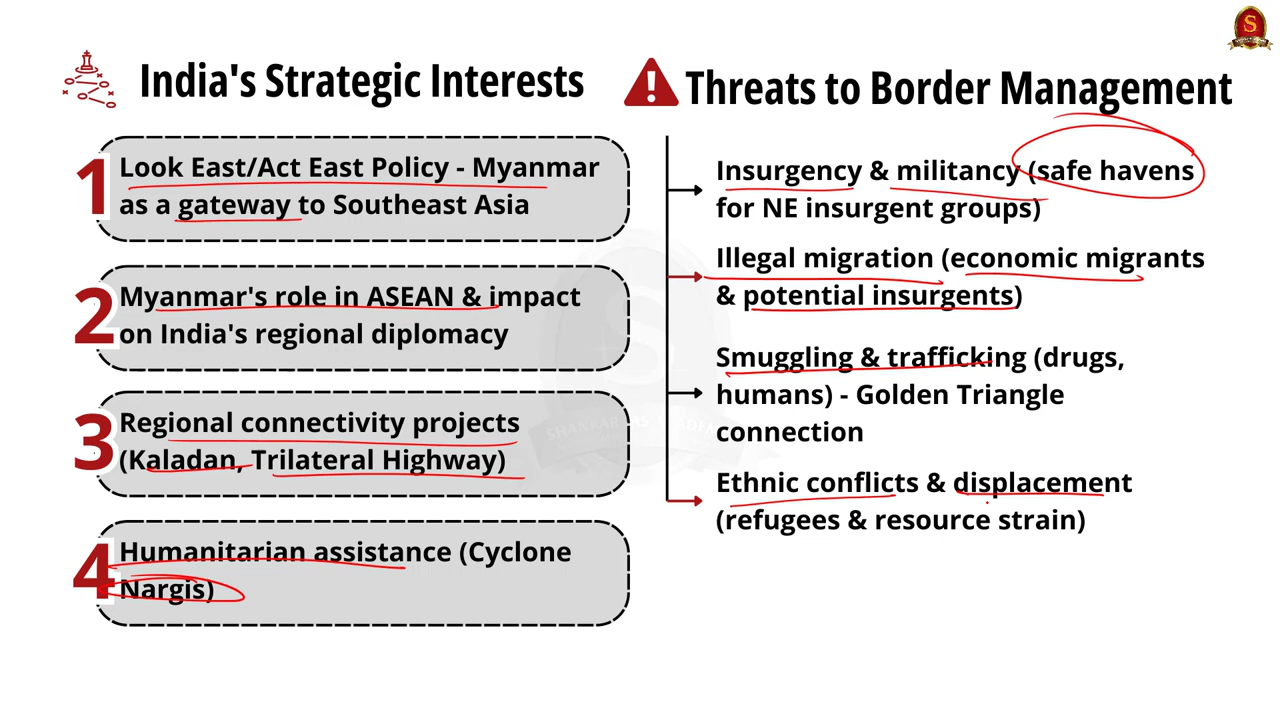 India's Strategic Interests
1
Look East/Act East Policy - Myanmar
as a gateway to Southeast Asia
2
Myanmar's role in ASEAN & impact
on India's regional diplomacy
3
Regional connectivity projects
(Kaladan, Trilateral Highway)
4
Humanitarian assistance (Cyclone
Nargis)
Threats to Border Management
Insurgency & militancy (safe havens
for NE insurgent groups)
Illegal migration (economic migrants
& potential insurgents)
Smuggling & trafficking (drugs,
humans) - Golden Triangle
connection
Ethnic conflicts & displacement
(refugees & resource strain)
S